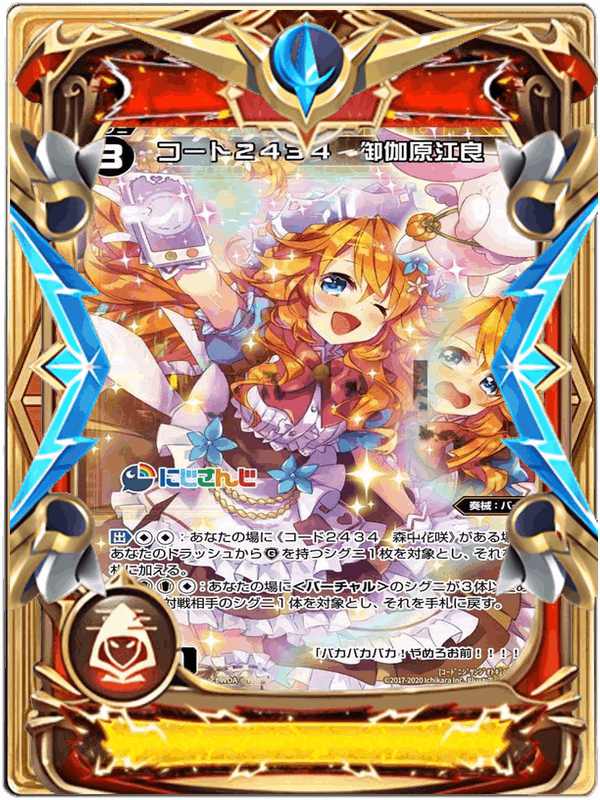 3
コード2434 御伽原江良
にじさんじ
奏械：バ
出◆◆：あなたの場に《コード2434 森中花咲》がある場
あなたのトラッシュからGを持つシグニ1枚を対象とし、それを
札に加える。
◆：あなたの場に＜バーチャル＞のシグニが3体以上あ
対戦相手のシグニ1体を対象とし、それを手札に戻す。
「バカバカバカ！やめろお前！！！！
©2017-2020 Ichikara Inc.